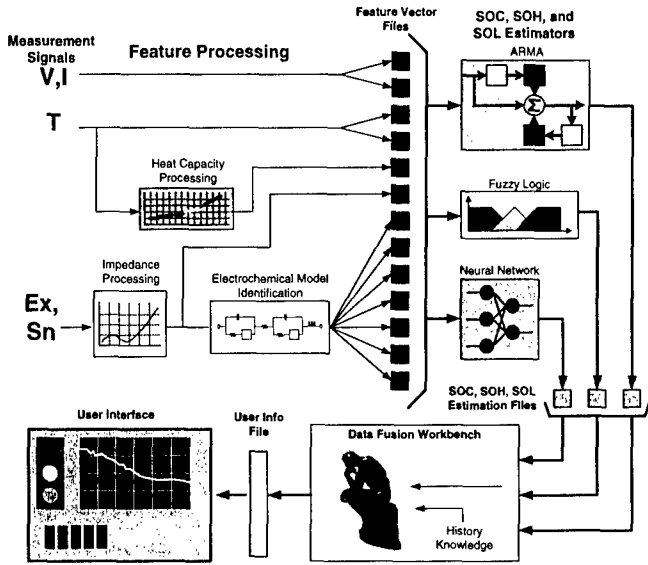 Feature Vector
Files
SOC, SOH, and
SOL Estimators
Measurement
Signals
Feature Processing
V,I
ARMA
Σ
T
Heat Capacity
Processing
Fuzzy Logic
Impedance
Processing
Electrochemical Model
Identification
Neural Network
Ex,
Sn
SOC, SOH, SOL
Estimation Files
User Interface
User Info
File
Data Fusion Workbench
History
Knowledge